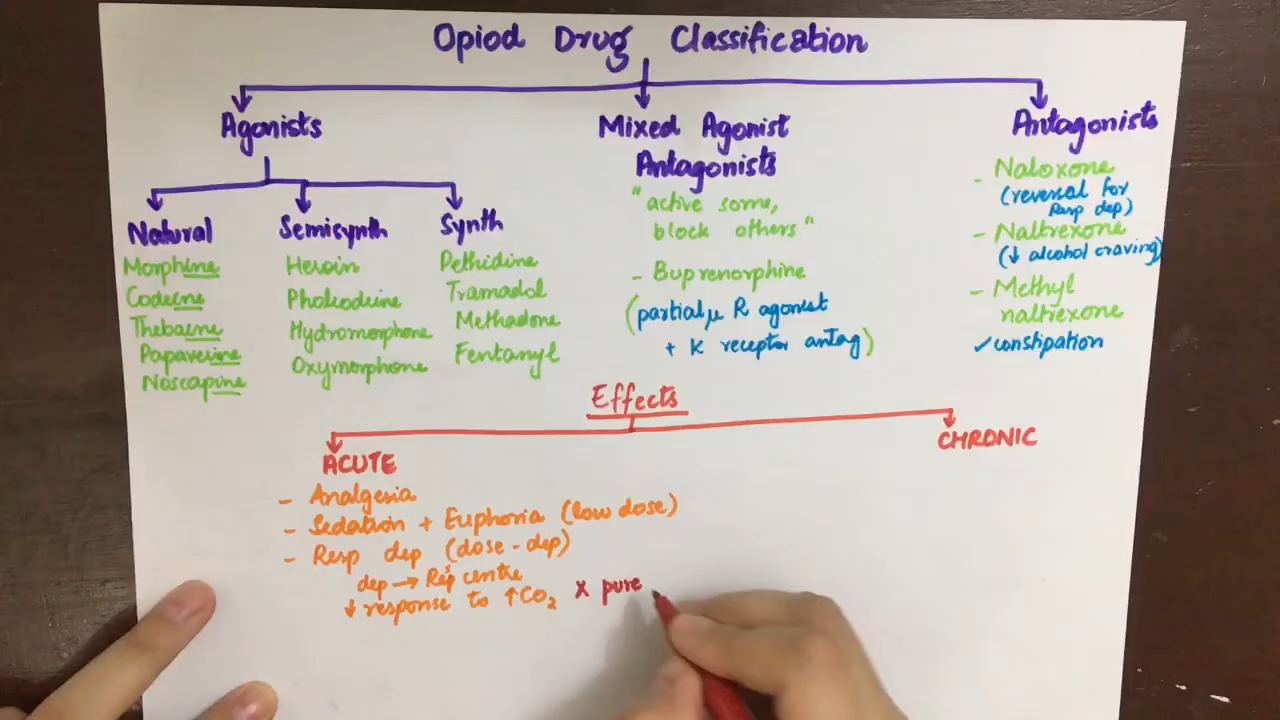 Opiod Drug Classification
Agonists
Mixed Agonist
Antagonists
Antagonists
Natural
Morphine
Codeine
Thebaine
Papaverine
Noscapine
Semisynth
Heroin
Pholcodeine
Hydromorphone
Oxymorphone
Synth
Pethidine
Tramadol
Methadone
Fentanyl
"active some,
block others"
- Buprenorphine
(partial μ R agonist
+ K receptor antag)
- Naloxone
(reversal for
Resp dep)
- Naltrexone
(↓ alcohol craving)
- Methyl
naltrexone
✓ constipation
Effects
ACUTE
- Analgesia
- Sedation + Euphoria (low dose)
- Resp dep (dose-dep)
dep → Resp centre
↓ response to ↑CO₂ X pure
CHRONIC